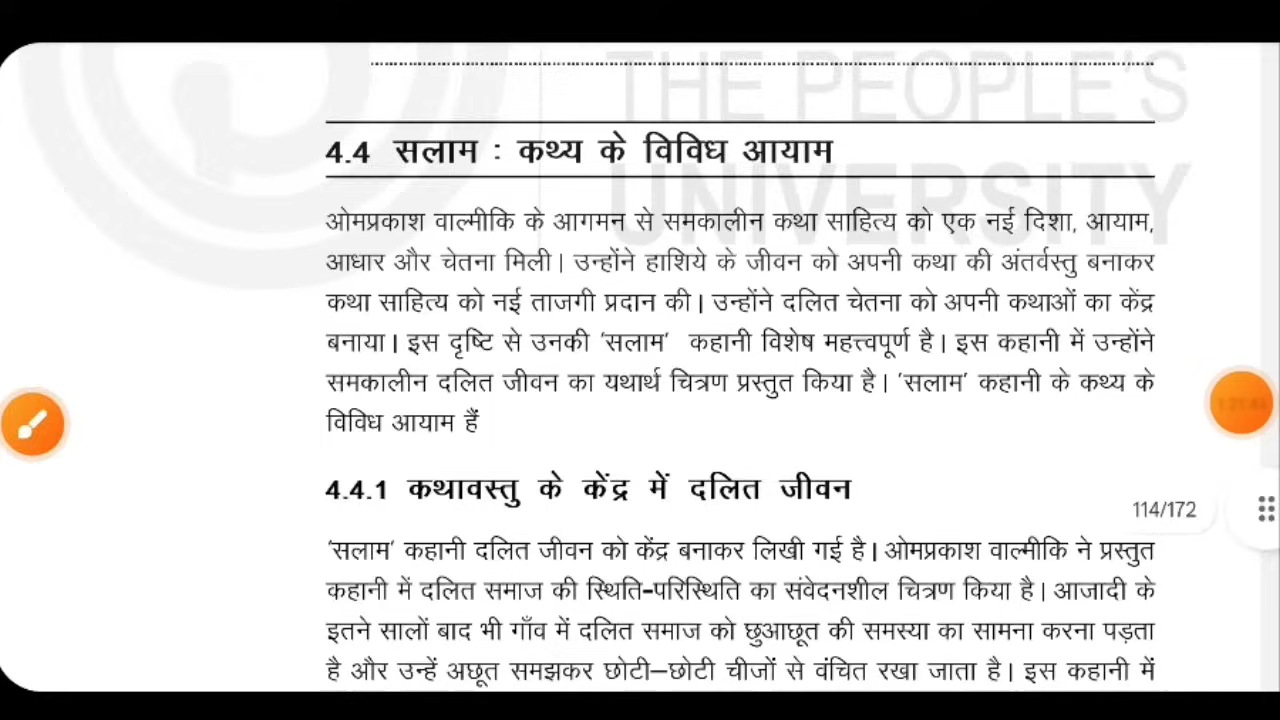 THE PEOPLE'S
UNIVERSITY
4.4 सलाम : कथ्य के विविध आयाम
ओमप्रकाश वाल्मीकि के आगमन से समकालीन कथा साहित्य को एक नई दिशा, आयाम,
आधार और चेतना मिली। उन्होंने हाशिये के जीवन को अपनी कथा की अंतर्वस्तु बनाकर
कथा साहित्य को नई ताजगी प्रदान की। उन्होंने दलित चेतना को अपनी कथाओं का केंद्र
बनाया। इस दृष्टि से उनकी 'सलाम' कहानी विशेष महत्त्वपूर्ण है। इस कहानी में उन्होंने
समकालीन दलित जीवन का यथार्थ चित्रण प्रस्तुत किया है। 'सलाम' कहानी के कथ्य के
विविध आयाम हैं
4.4.1 कथावस्तु के केंद्र में दलित जीवन
114/172
'सलाम' कहानी दलित जीवन को केंद्र बनाकर लिखी गई है। ओमप्रकाश वाल्मीकि ने प्रस्तुत
कहानी में दलित समाज की स्थिति-परिस्थिति का संवेदनशील चित्रण किया है। आजादी के
इतने सालों बाद भी गाँव में दलित समाज को छुआछूत की समस्या का सामना करना पड़ता
है और उन्हें अछूत समझकर छोटी–छोटी चीजों से वंचित रखा जाता है। इस कहानी में